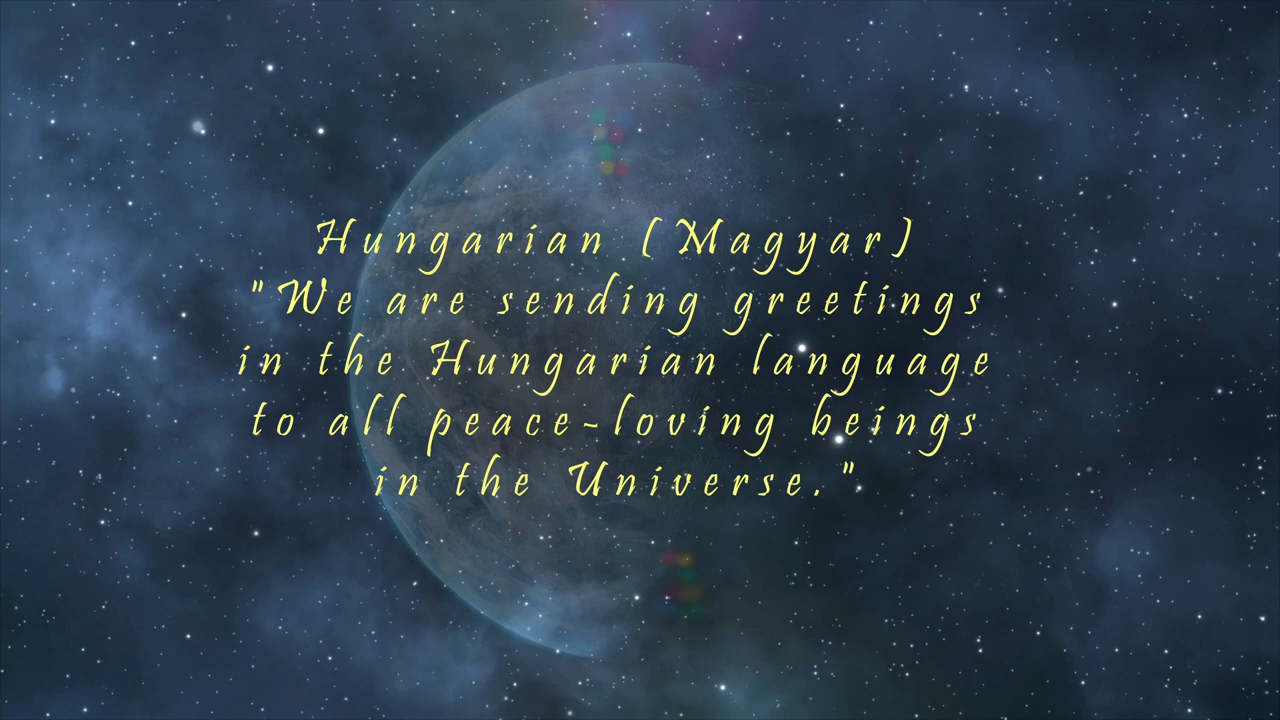 Hungarian (Magyar)
"We are sending greetings
in the Hungarian language
to all peace-loving beings
in the Universe."